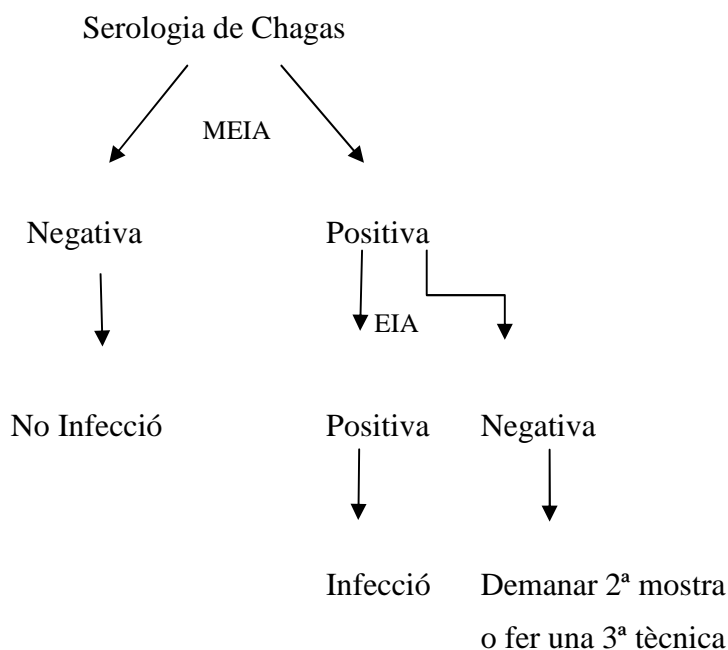 Serologia de Chagas
MEIA
Negativa
Positiva
EIA
No Infecció
Positiva
Negativa
Infecció
Demanar 2ª mostra
o fer una 3ª tècnica